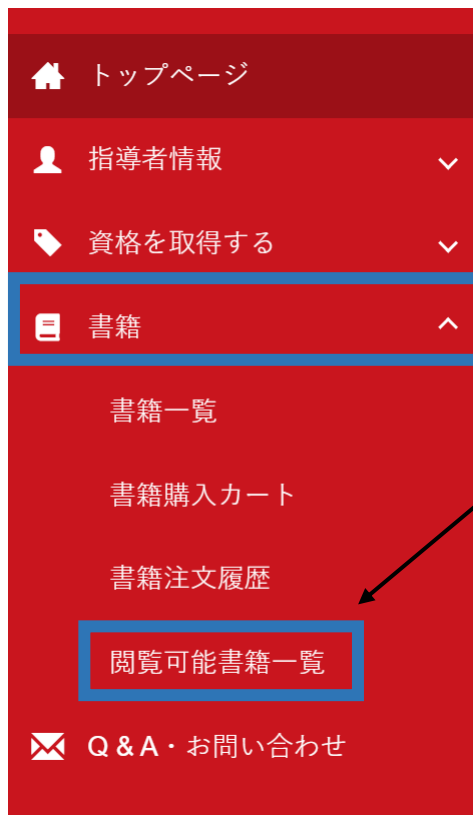 トップページ
指導者情報
資格を取得する
書籍
書籍一覧
書籍購入カート
書籍注文履歴
閲覧可能書籍一覧
Q & A・お問い合わせ